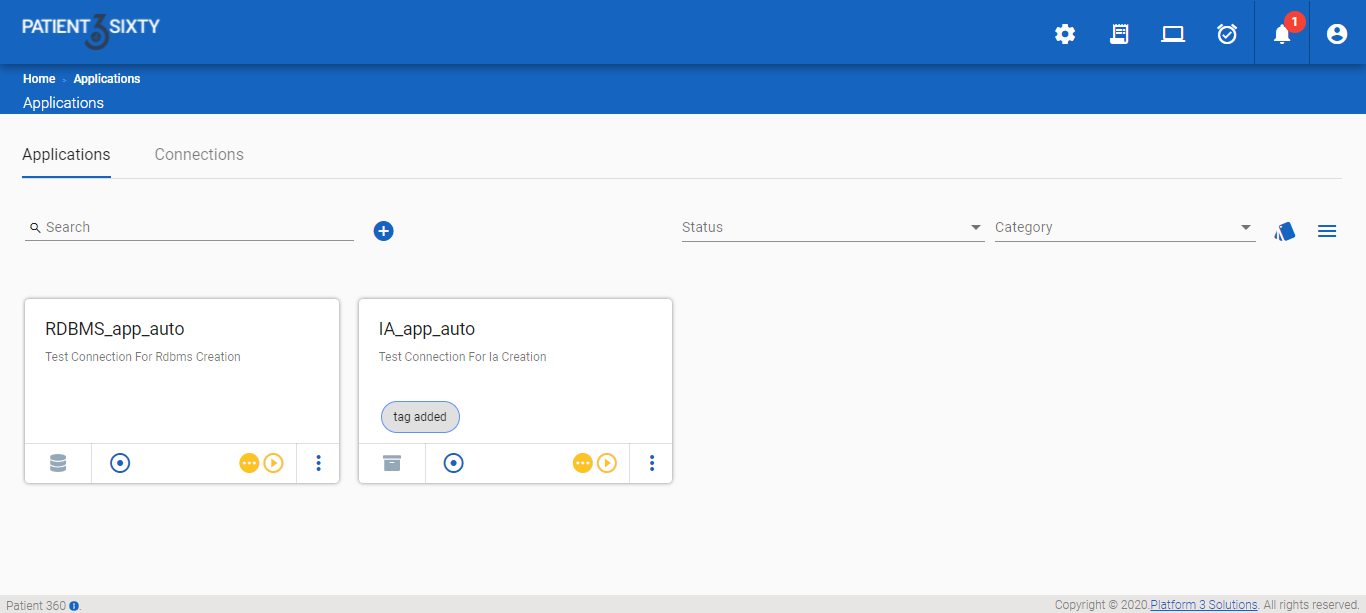 PATIENT 3 SIXTY
1
Home Applications
Applications
Applications Connections
Search Status Category
RDBMS_app_auto
Test Connection For Rdbms Creation
IA_app_auto
Test Connection For Ia Creation
tag added
Patient 360
Copyright © 2020 Platform 3 Solutions. All rights reserved.